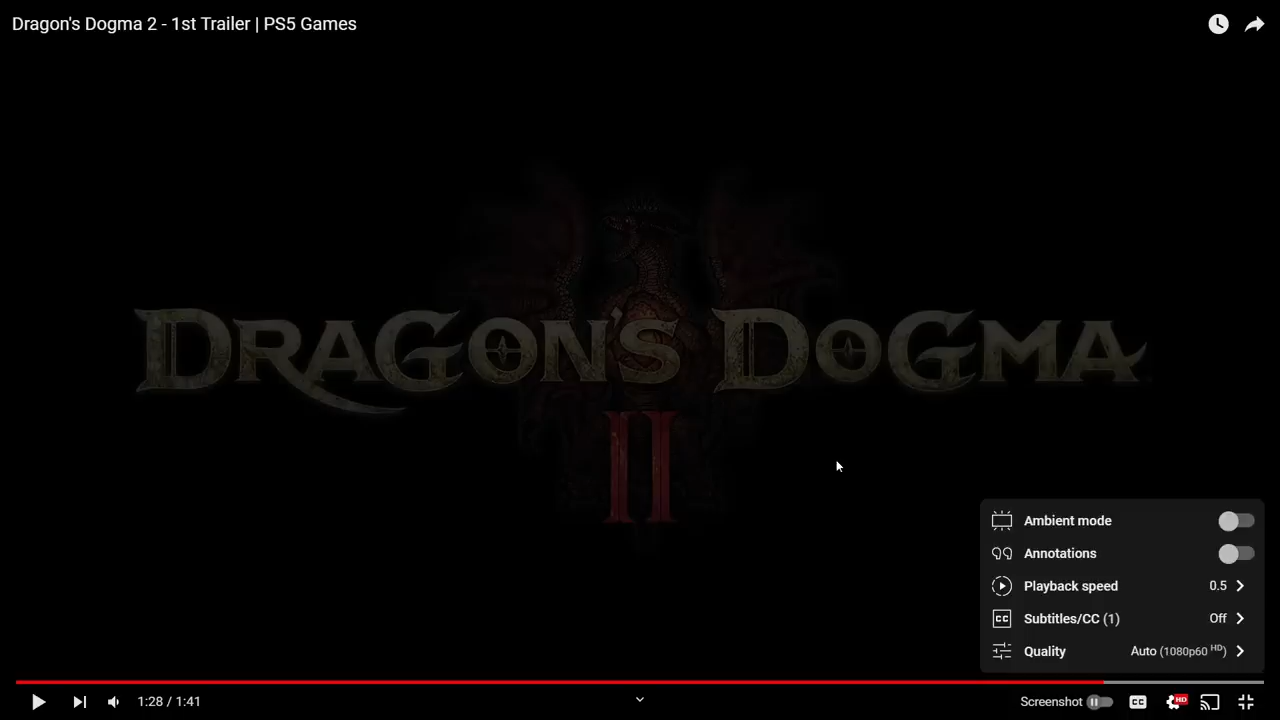 Dragon's Dogma 2 - 1st Trailer | PS5 Games
DRAGON'S DOGMA
II
Ambient mode
Annotations
Playback speed 0.5
Subtitles/CC (1) Off
Quality Auto (1080p60 HD)
1:28 / 1:41
Screenshot CC HD